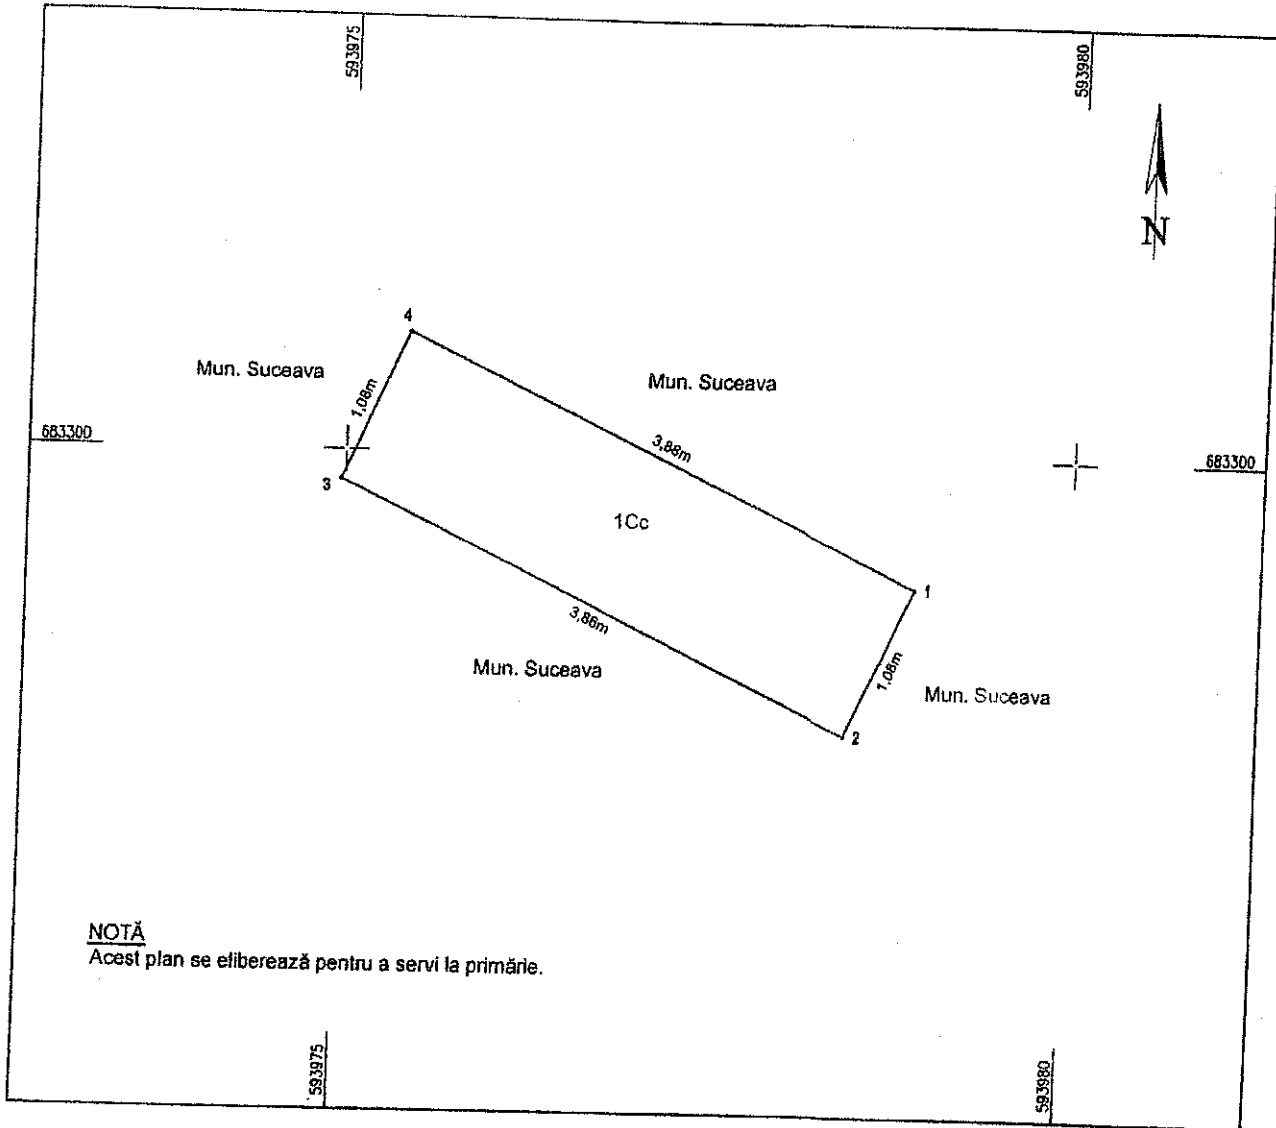 593975
593980
N
4
Mun. Suceava
Mun. Suceava
1,08m
3,88m
683300
683300
3
1Cc
1
3,86m
1,08m
Mun. Suceava
Mun. Suceava
2
NOTĂ
Acest plan se eliberează pentru a servi la primărie.
593975
593980